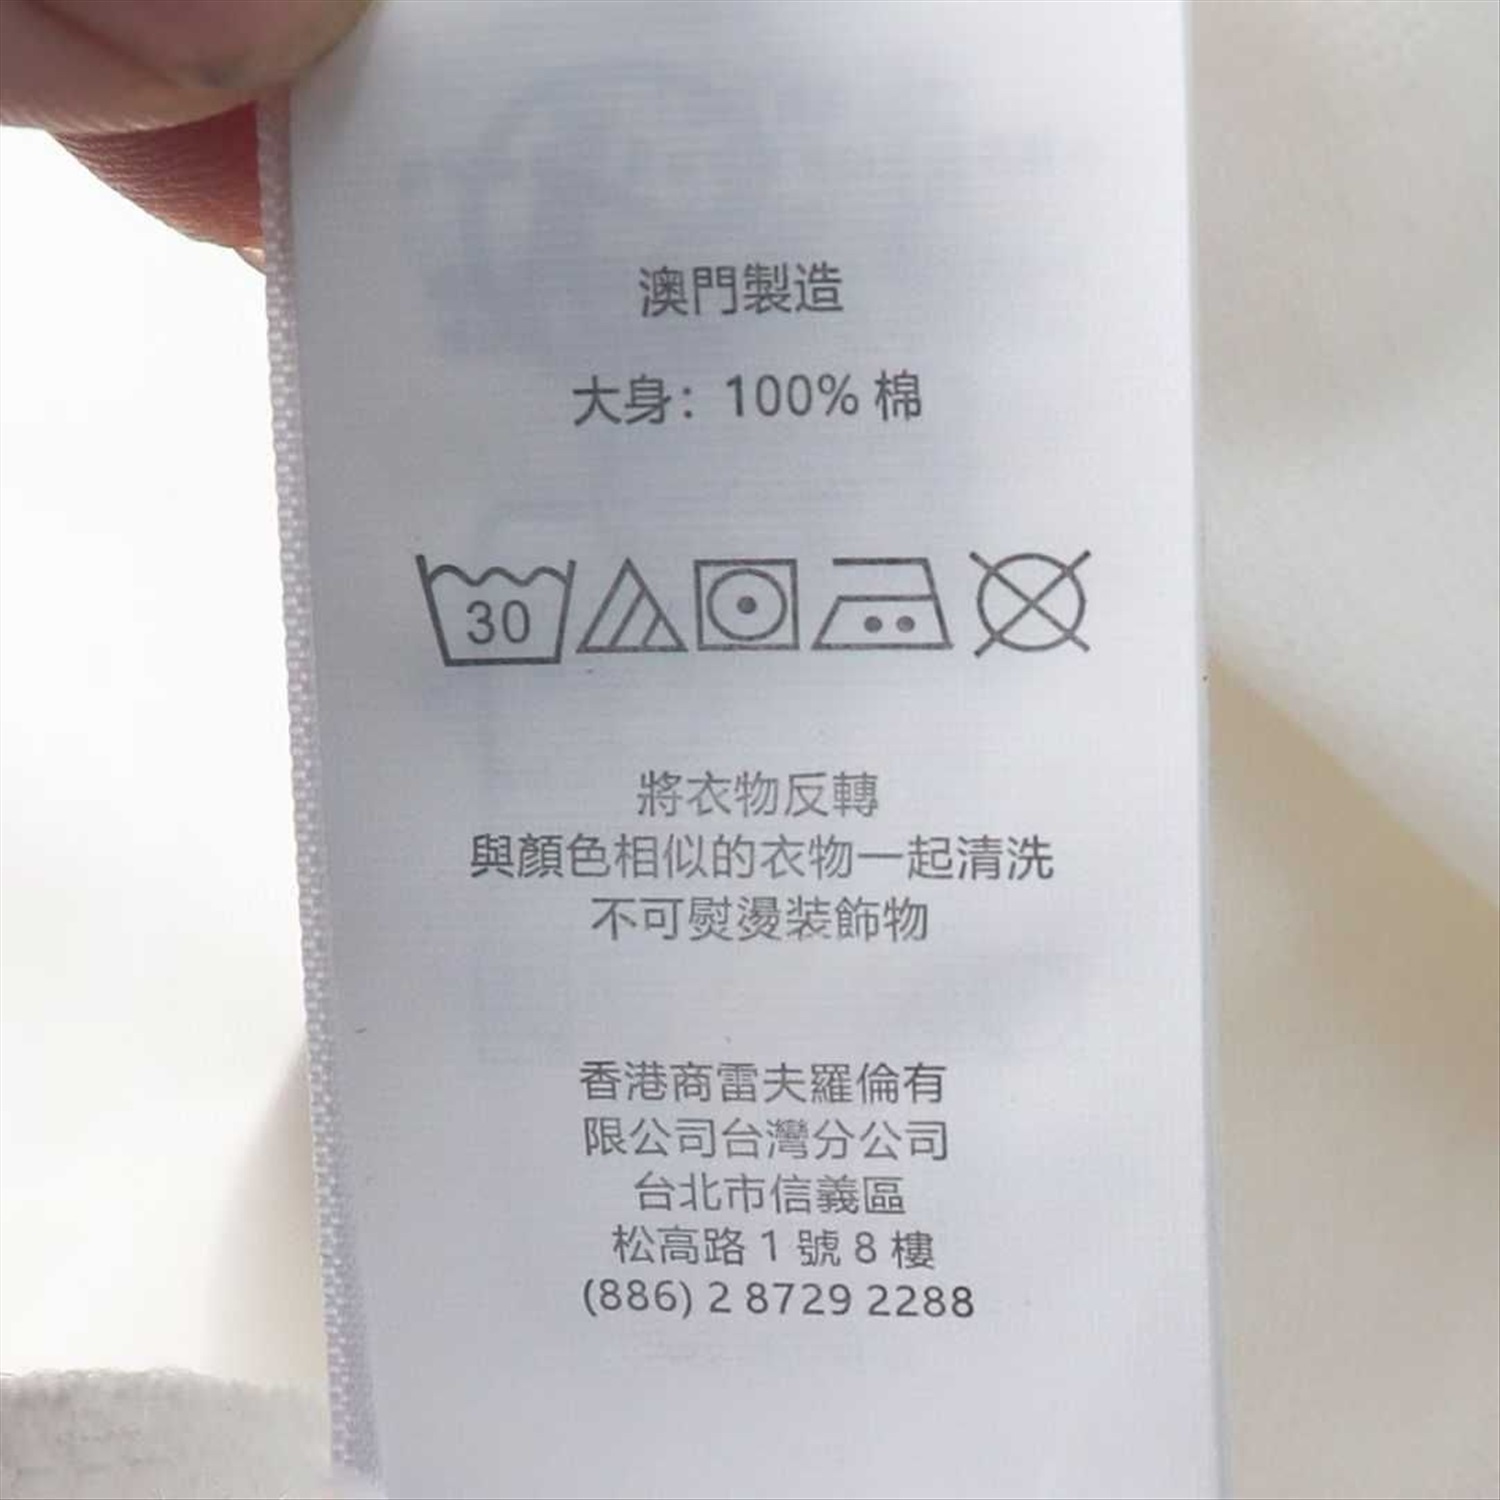 澳門製造
大身: 100% 棉
30
將衣物反轉
與顏色相似的衣物一起清洗
不可熨燙装飾物
香港商雷夫羅倫有
限公司台灣分公司
台北市信義區
松高路 1 號 8 樓
(886) 2 8729 2288